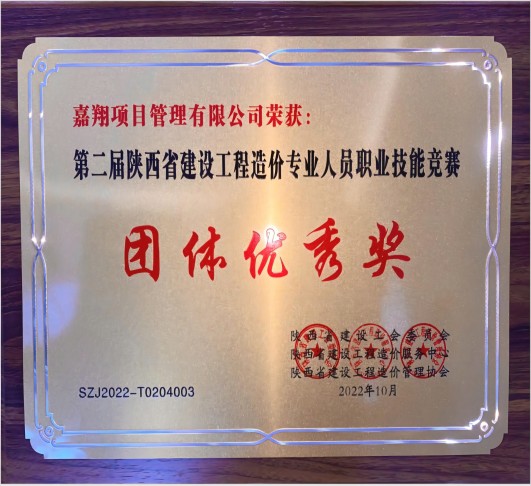 嘉翔项目管理有限公司荣获：
第二届陕西省建设工程造价专业人员职业技能竞赛
团体优秀奖
陕西省建设工会委员会
陕西省建设工程造价服务中心
陕西省建设工程造价管理协会
SZJ2022-T0204003
2022年10月